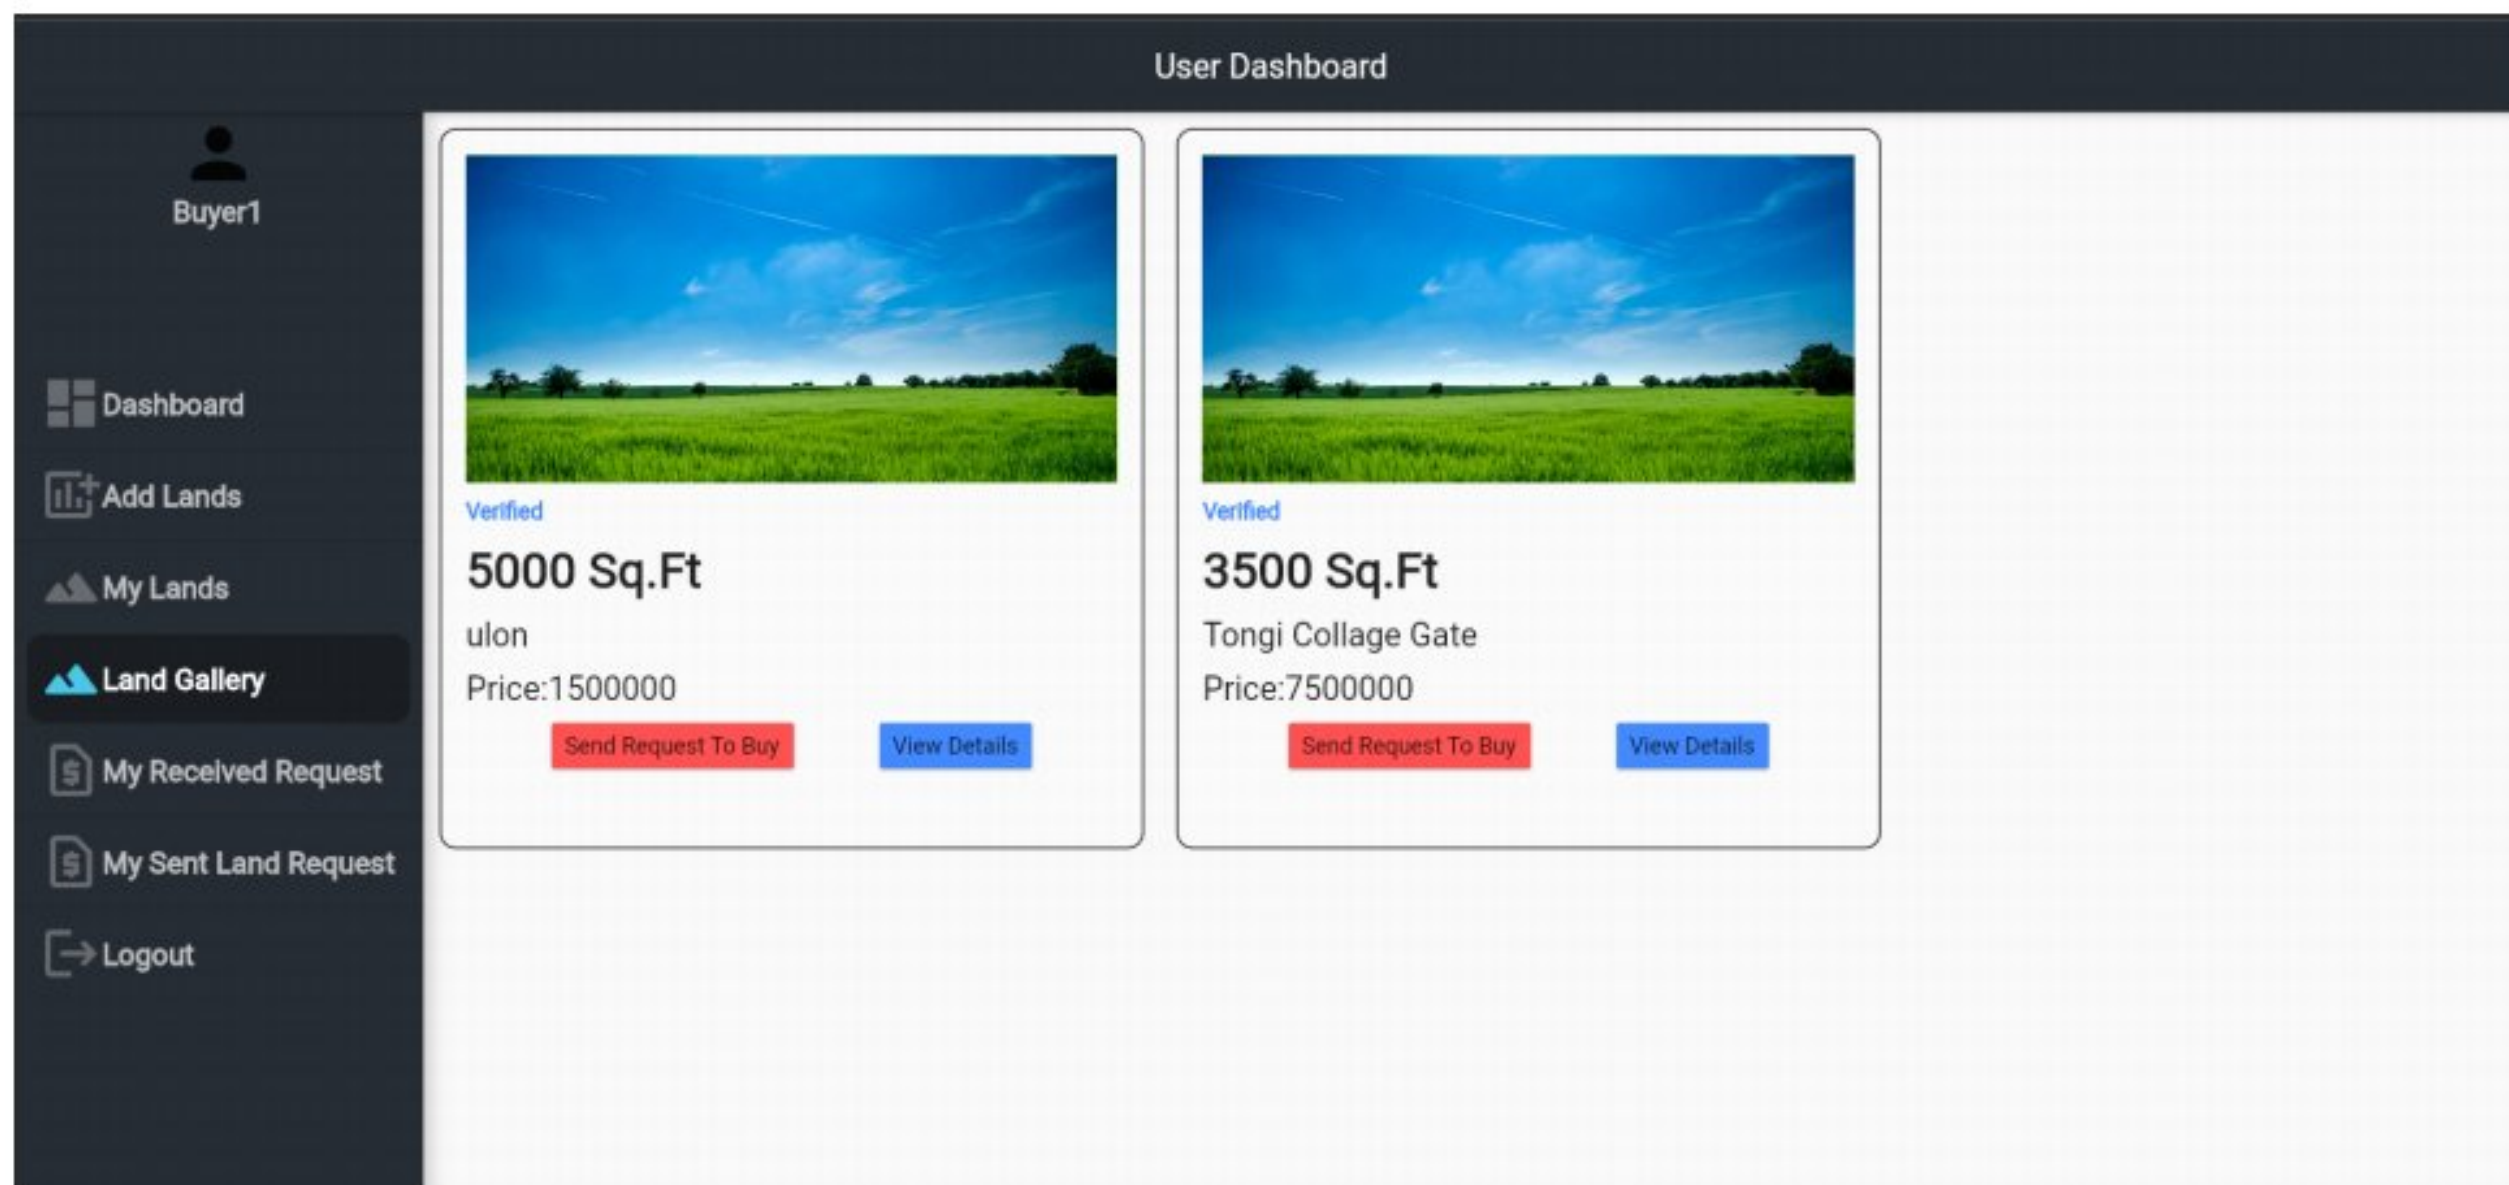 User Dashboard
Buyer1
Dashboard
Add Lands
My Lands
Land Gallery
My Received Request
My Sent Land Request
Logout
Verified
5000 Sq.Ft
ulon
Price:1500000
Send Request To Buy
View Details
Verified
3500 Sq.Ft
Tongi Collage Gate
Price:7500000
Send Request To Buy
View Details